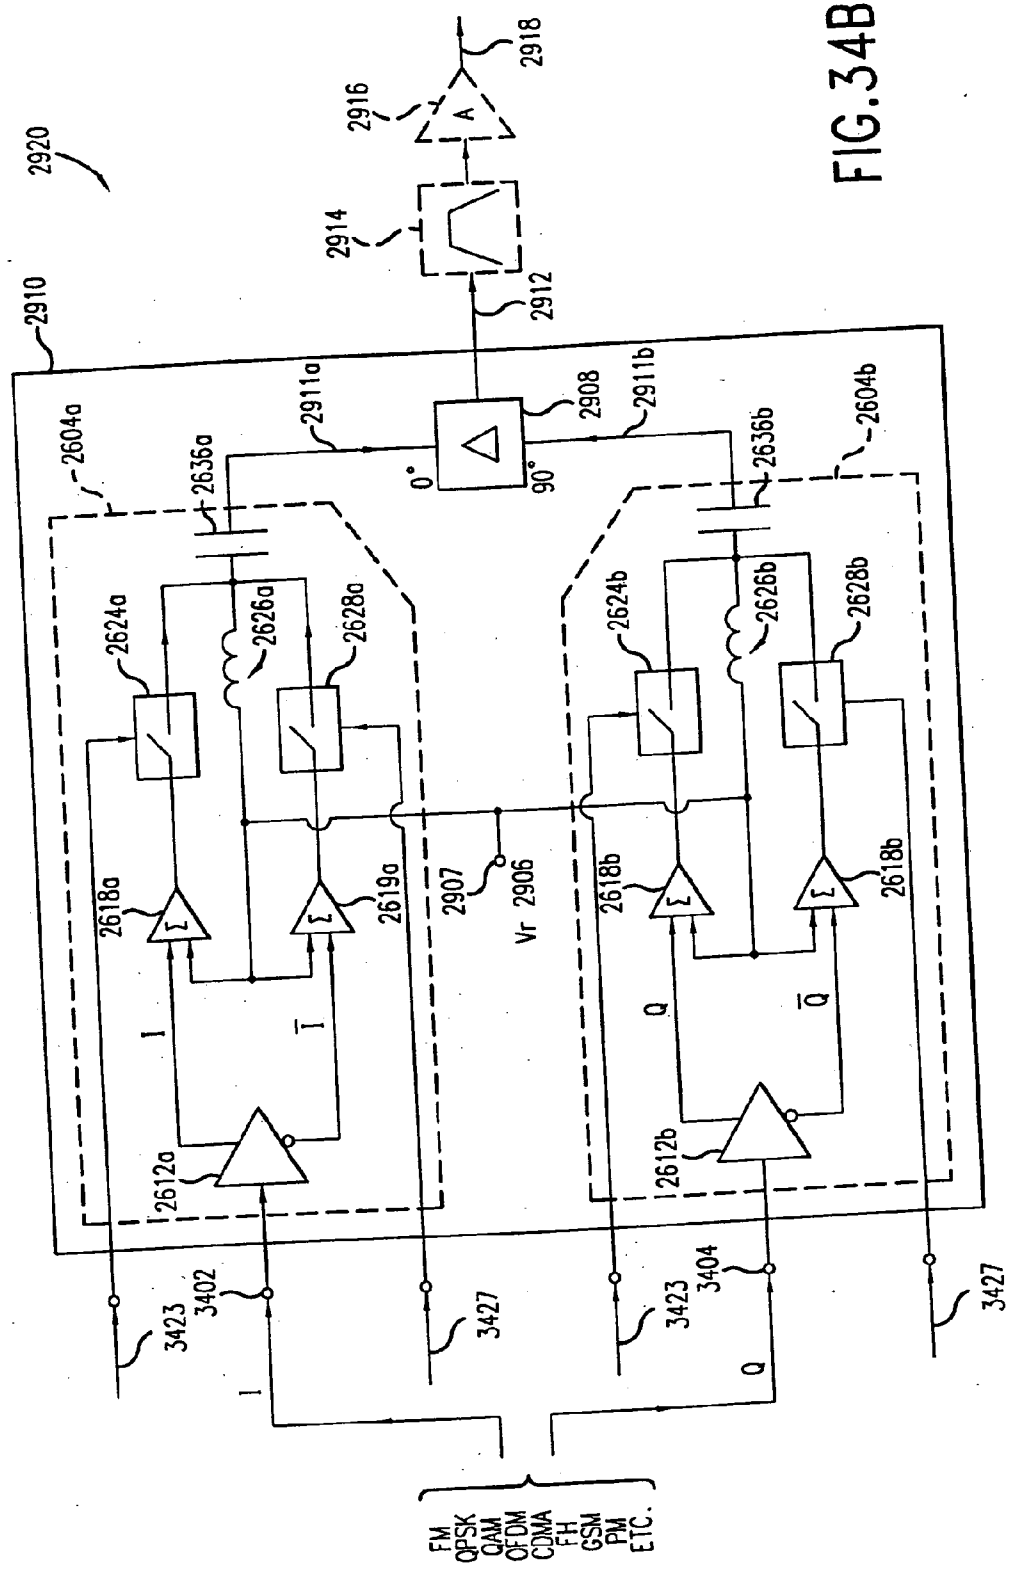 2920
2910
2604a
2636a
2911a
2624a
2626a
2628a
2618a
Σ
2619a
Σ
I
I̅
2612a
3423
3402
I
3427
2907
Vr 2906
0°
90°
2908
2911b
2912
2914
2916
A
2918
2604b
2636b
2624b
2626b
2628b
2618b
Σ
2618b
Σ
Q
Q̅
2612b
3423
3404
Q
3427
FM
QPSK
QAM
OFDM
CDMA
FH
GSM
PM
ETC.
FIG.34B